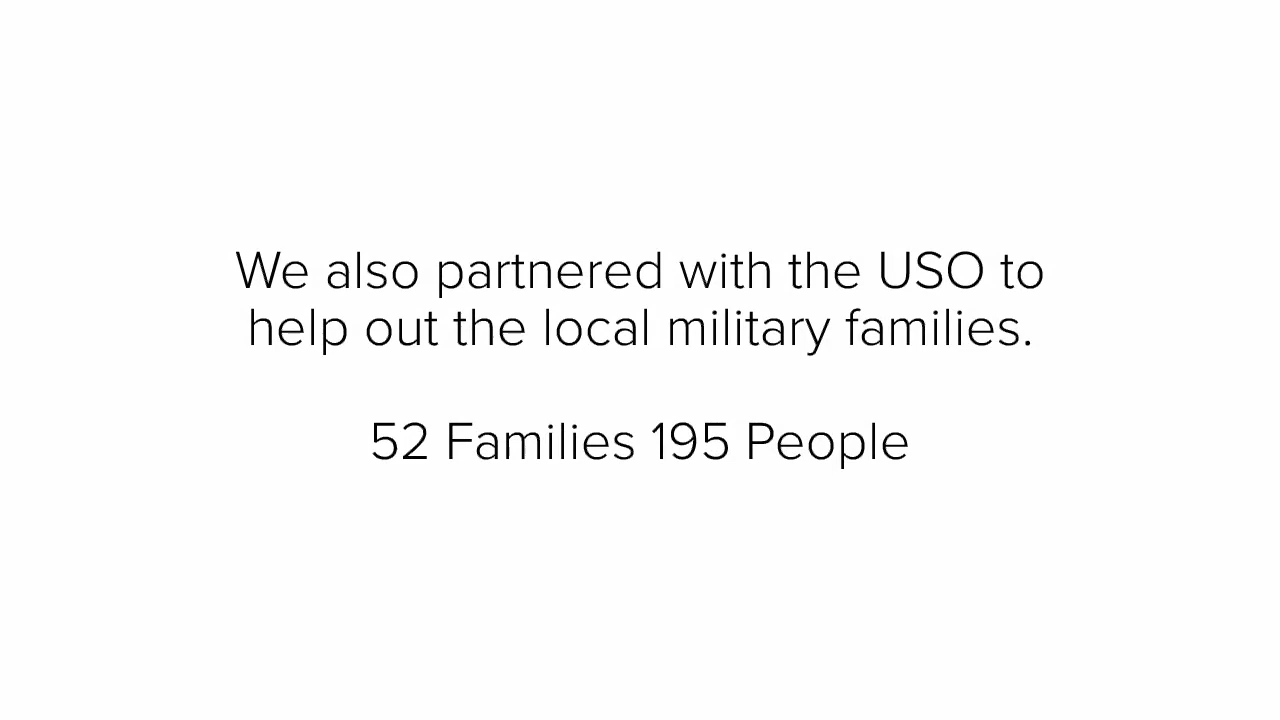 We also partnered with the USO to
help out the local military families.
52 Families 195 People